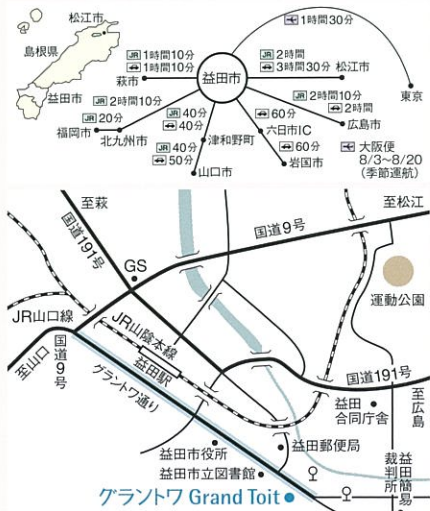 松江市
島根県
益田市
✈ 1時間30分
JR 1時間10分
1時間10分
萩市
益田市
JR 2時間
3時間30分
松江市
東京
JR 2時間10分
JR 20分
福岡市
北九州市
JR 40分
40分
津和野町
JR 40分
50分
山口市
60分
六日市IC
60分
岩国市
JR 2時間10分
2時間
広島市
大阪便
8/3~8/20
(季節運航)
至萩
国道191号
至松江
国道9号
GS
運動公園
JR山口線
JR山陰本線
至山口
国道9号
益田駅
グラントワ通り
国道191号
至広島
益田
合同庁舎
益田郵便局
益田市役所
益田市立図書館
益田簡易
裁判所
グラントワ Grand Toit